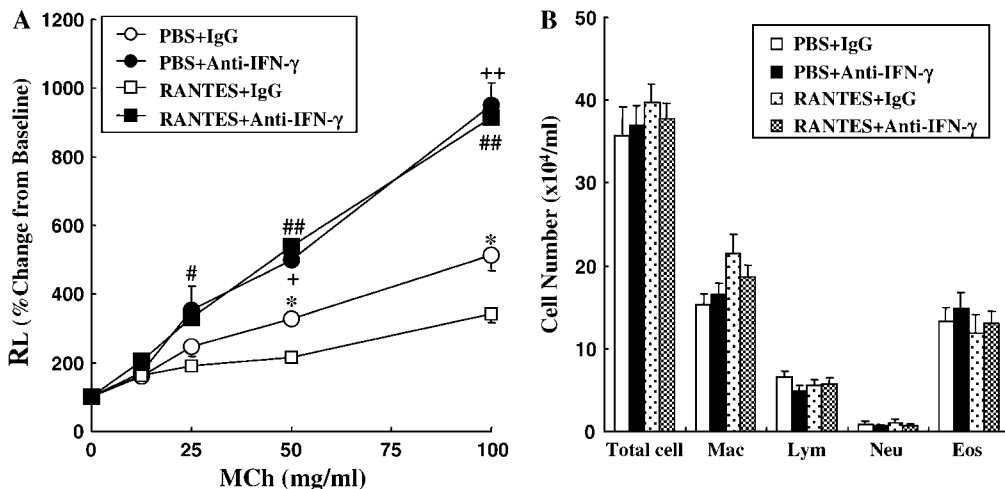 A
1200
1000
800
600
400
200
0
RL (% Change from Baseline)
PBS+IgG
PBS+Anti-IFN-γ
RANTES+IgG
RANTES+Anti-IFN-γ
++
##
##
#
+
*
*
0
25
50
75
100
MCh (mg/ml)
B
50
40
30
20
10
0
Cell Number (x10⁴/ml)
PBS+IgG
PBS+Anti-IFN-γ
RANTES+IgG
RANTES+Anti-IFN-γ
Total cell
Mac
Lym
Neu
Eos